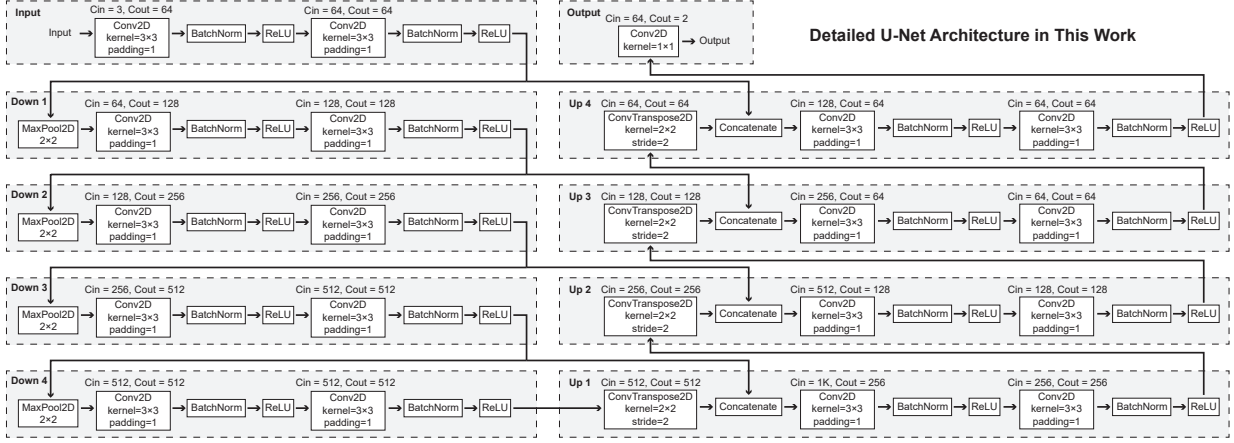 Input
Cin = 3, Cout = 64
Cin = 64, Cout = 64
Input
Conv2D
kernel=3×3
padding=1
BatchNorm
ReLU
Conv2D
kernel=3×3
padding=1
BatchNorm
ReLU
Output
Cin = 64, Cout = 2
Conv2D
kernel=1×1
Output
Detailed U-Net Architecture in This Work
Down 1
Cin = 64, Cout = 128
Cin = 128, Cout = 128
MaxPool2D
2×2
Conv2D
kernel=3×3
padding=1
BatchNorm
ReLU
Conv2D
kernel=3×3
padding=1
BatchNorm
ReLU
Up 4
Cin = 64, Cout = 64
Cin = 128, Cout = 64
Cin = 64, Cout = 64
ConvTranspose2D
kernel=2×2
stride=2
Concatenate
Conv2D
kernel=3×3
padding=1
BatchNorm
ReLU
Conv2D
kernel=3×3
padding=1
BatchNorm
ReLU
Down 2
Cin = 128, Cout = 256
Cin = 256, Cout = 256
MaxPool2D
2×2
Conv2D
kernel=3×3
padding=1
BatchNorm
ReLU
Conv2D
kernel=3×3
padding=1
BatchNorm
ReLU
Up 3
Cin = 128, Cout = 128
Cin = 256, Cout = 64
Cin = 64, Cout = 64
ConvTranspose2D
kernel=2×2
stride=2
Concatenate
Conv2D
kernel=3×3
padding=1
BatchNorm
ReLU
Conv2D
kernel=3×3
padding=1
BatchNorm
ReLU
Down 3
Cin = 256, Cout = 512
Cin = 512, Cout = 512
MaxPool2D
2×2
Conv2D
kernel=3×3
padding=1
BatchNorm
ReLU
Conv2D
kernel=3×3
padding=1
BatchNorm
ReLU
Up 2
Cin = 256, Cout = 256
Cin = 512, Cout = 128
Cin = 128, Cout = 128
ConvTranspose2D
kernel=2×2
stride=2
Concatenate
Conv2D
kernel=3×3
padding=1
BatchNorm
ReLU
Conv2D
kernel=3×3
padding=1
BatchNorm
ReLU
Down 4
Cin = 512, Cout = 512
Cin = 512, Cout = 512
MaxPool2D
2×2
Conv2D
kernel=3×3
padding=1
BatchNorm
ReLU
Conv2D
kernel=3×3
padding=1
BatchNorm
ReLU
Up 1
Cin = 512, Cout = 512
Cin = 1K, Cout = 256
Cin = 256, Cout = 256
ConvTranspose2D
kernel=2×2
stride=2
Concatenate
Conv2D
kernel=3×3
padding=1
BatchNorm
ReLU
Conv2D
kernel=3×3
padding=1
BatchNorm
ReLU